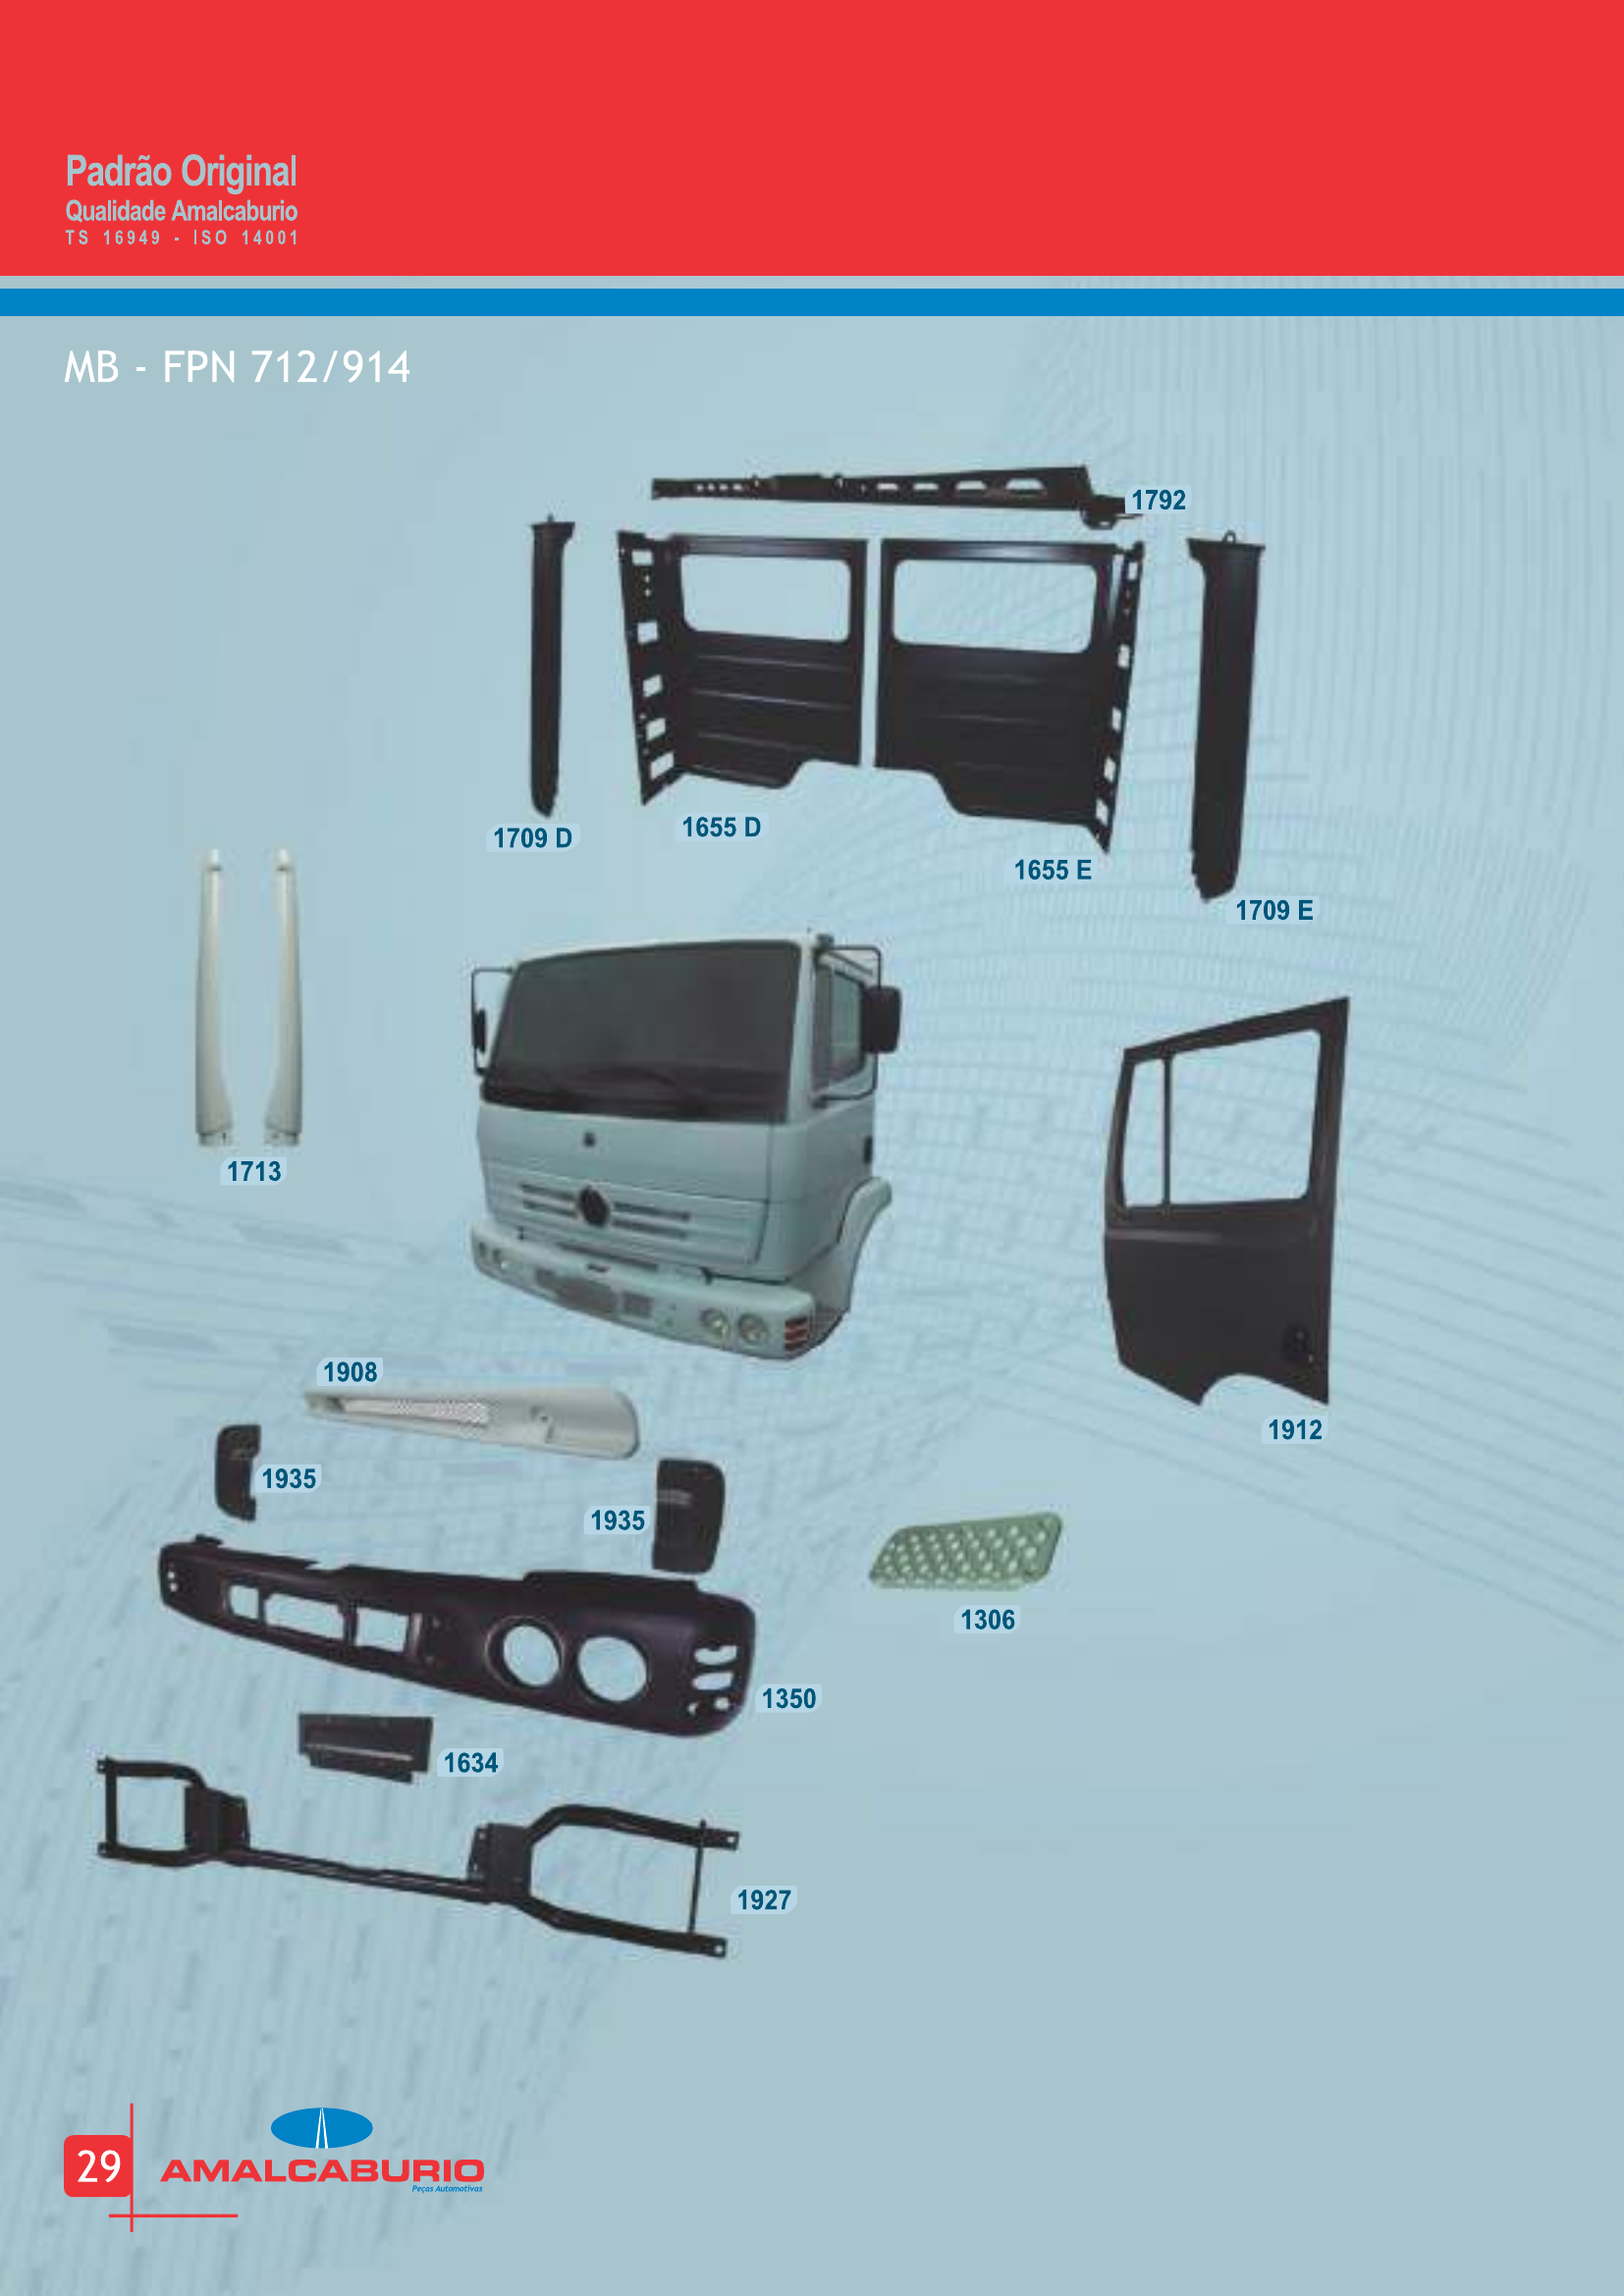 Padrão Original
Qualidade Amalcaburio
TS 16949 - ISO 14001
MB - FPN 712/914
1792
1709 D
1655 D
1655 E
1709 E
1713
1908
1912
1935
1935
1306
1350
1634
1927
29
AMALCABURIO
Peças Automotivas